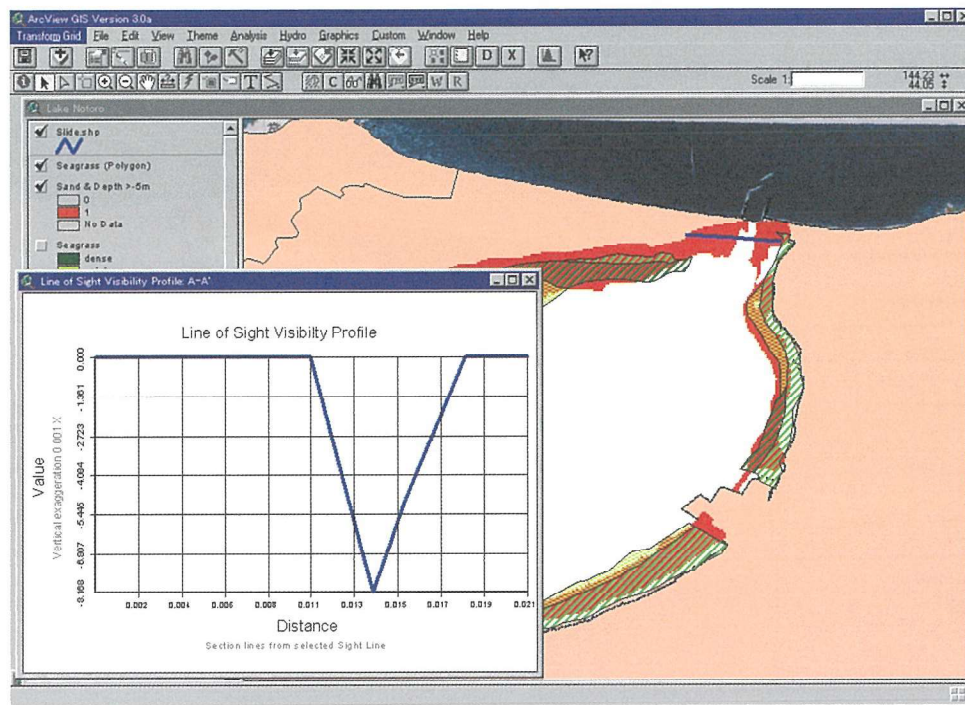 ArcView GIS Version 3.0a
Transform Grid File Edit View Theme Analysis Hydro Graphics Custom Window Help
D X
T C W R
Scale 1: 144.23
44.05
Lake Notoro
Slide.shp
Seagrass (Polygon)
Sand & Depth >-5m
0
1
No Data
Seagrass
dense
Line of Sight Visibility Profile: A-A'
Line of Sight Visibilty Profile
Value
Vertical exaggeration 0.001 X
0.000
-1.361
-2.723
-4.084
-5.445
-6.807
-8.168
0.002 0.004 0.006 0.009 0.011 0.013 0.015 0.017 0.019 0.021
Distance
Section lines from selected Sight Line